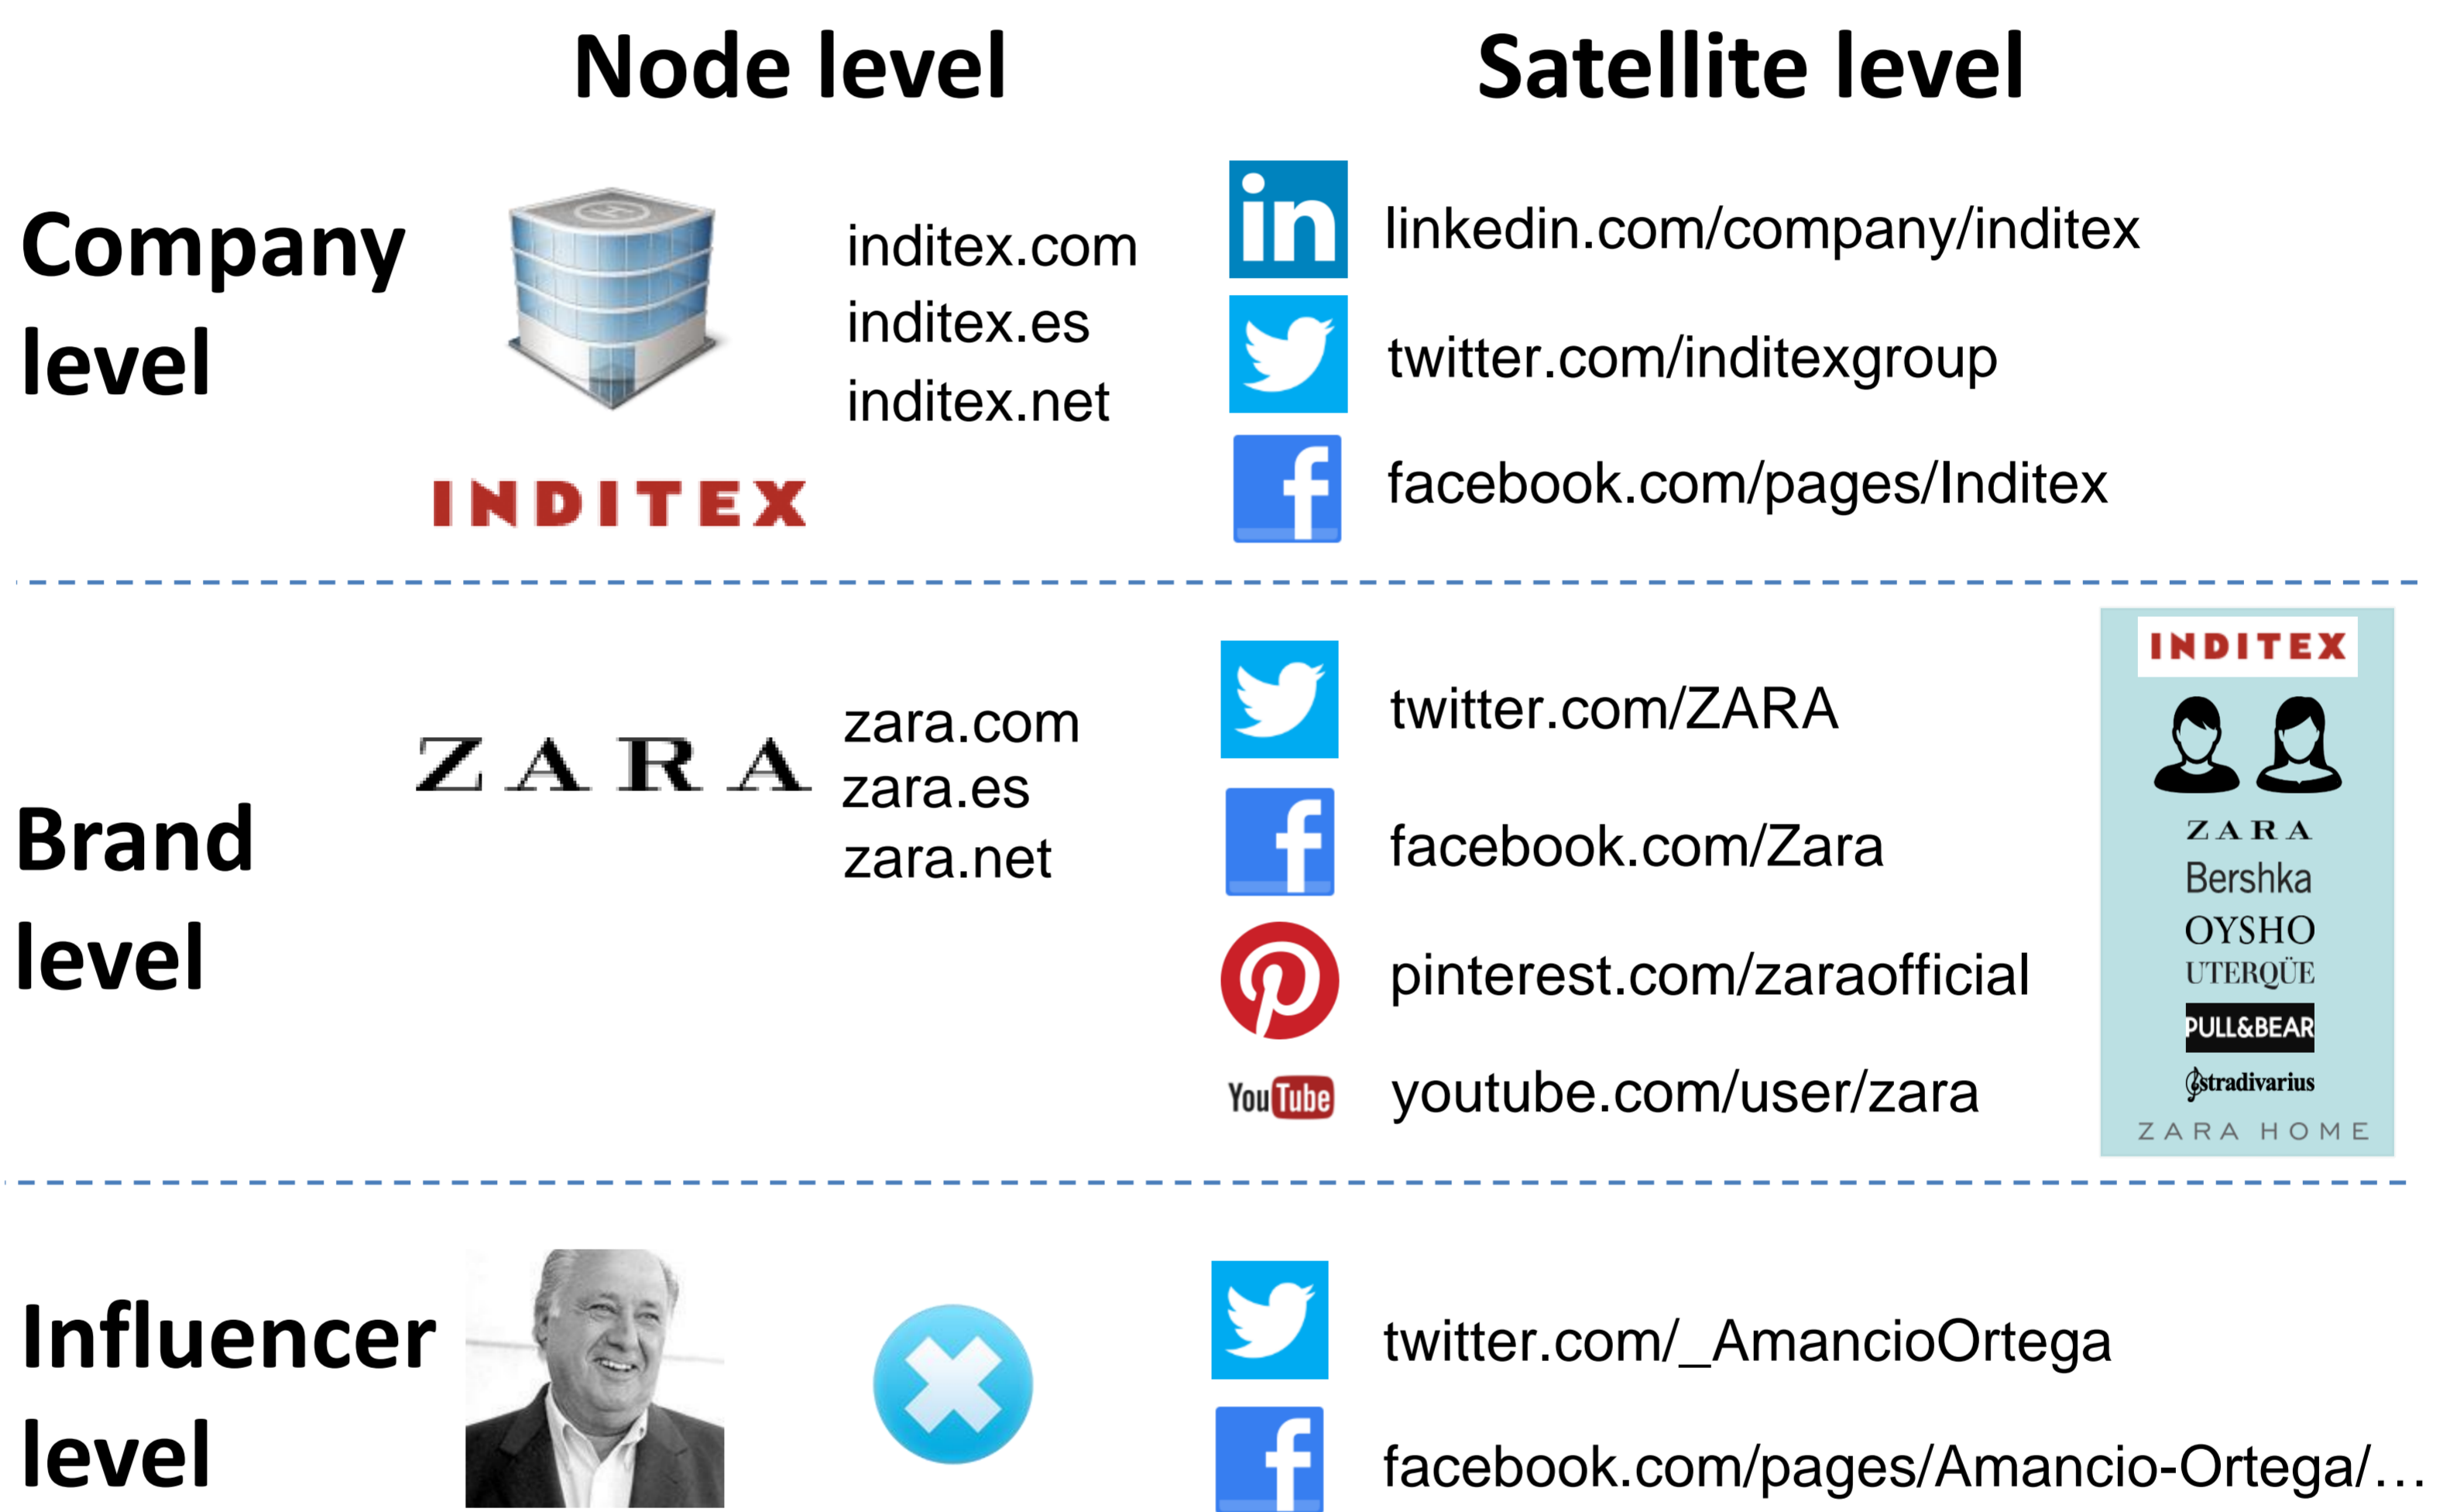 Node level
Satellite level
Company
level
INDITEX
inditex.com
inditex.es
inditex.net
in
linkedin.com/company/inditex
twitter.com/inditexgroup
f
facebook.com/pages/Inditex
Brand
level
ZARA
zara.com
zara.es
zara.net
twitter.com/ZARA
f
facebook.com/Zara
pinterest.com/zaraofficial
YouTube
youtube.com/user/zara
INDITEX
ZARA
Bershka
OYSHO
UTERQÜE
PULL&BEAR
stradivarius
ZARA HOME
Influencer
level
twitter.com/_AmancioOrtega
f
facebook.com/pages/Amancio-Ortega/...